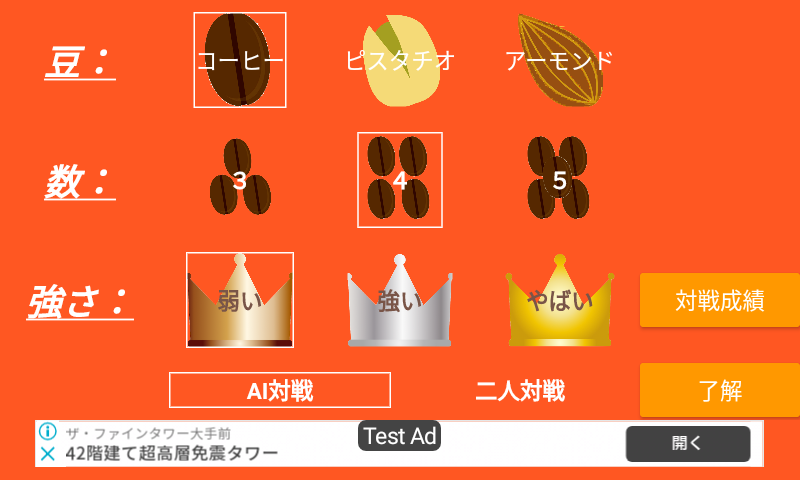 豆：
コーヒー
ピスタチオ
アーモンド
数：
3
4
5
強さ：
弱い
強い
やばい
対戦成績
AI対戦
二人対戦
了解
ザ・ファインタワー大手前
42階建て超高層免震タワー
Test Ad
開く